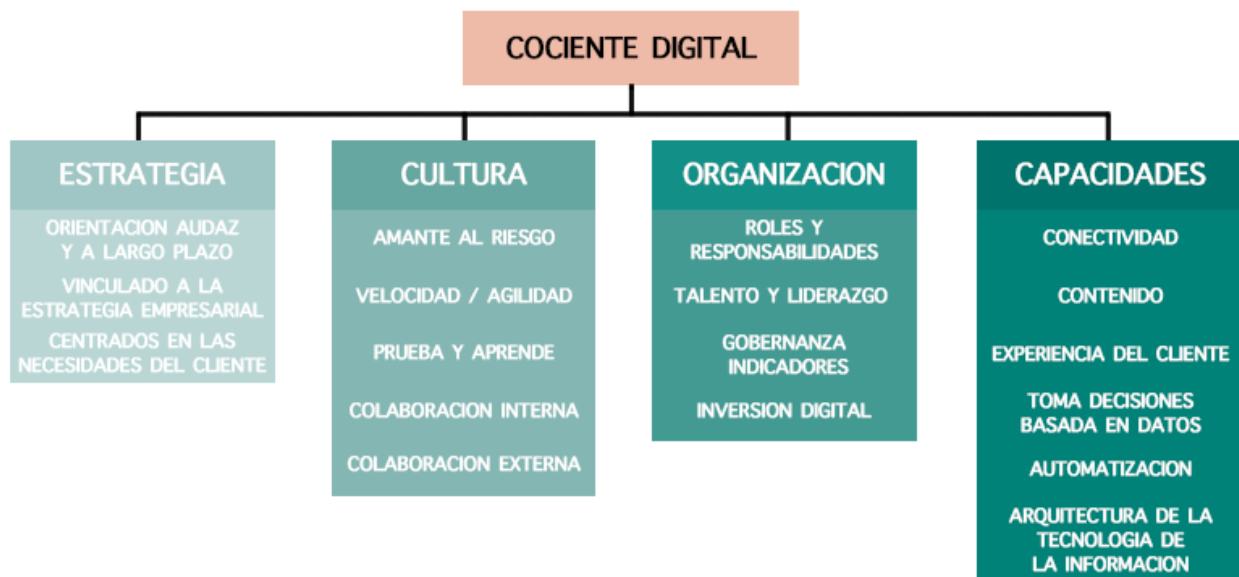 COCIENTE DIGITAL
ESTRATEGIA
ORIENTACION AUDAZ
Y A LARGO PLAZO
VINCULADO A LA
ESTRATEGIA EMPRESARIAL
CENTRADOS EN LAS
NECESIDADES DEL CLIENTE
CULTURA
AMANTE AL RIESGO
VELOCIDAD / AGILIDAD
PRUEBA Y APRENDE
COLABORACION INTERNA
COLABORACION EXTERNA
ORGANIZACION
ROLES Y
RESPONSABILIDADES
TALENTO Y LIDERAZGO
GOBERNANZA
INDICADORES
INVERSION DIGITAL
CAPACIDADES
CONECTIVIDAD
CONTENIDO
EXPERIENCIA DEL CLIENTE
TOMA DECISIONES
BASADA EN DATOS
AUTOMATIZACION
ARQUITECTURA DE LA
TECNOLOGIA DE
LA INFORMACION